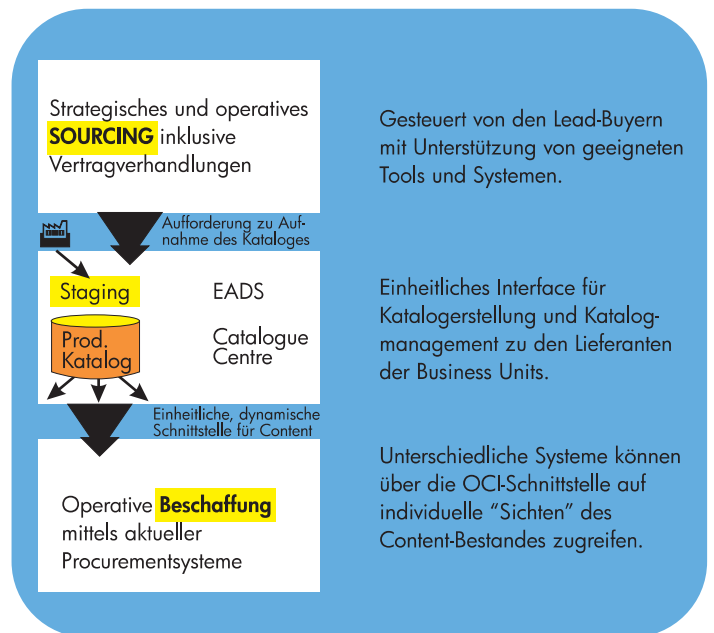 Strategisches und operatives
SOURCING inklusive
Vertragverhandlungen
Gesteuert von den Lead-Buyern
mit Unterstützung von geeigneten
Tools und Systemen.
Aufforderung zu Auf-
nahme des Kataloges
Staging
EADS
Prod.
Katalog
Catalogue
Centre
Einheitliches Interface für
Katalogerstellung und Katalog-
management zu den Lieferanten
der Business Units.
Einheitliche, dynamische
Schnittstelle für Content
Operative Beschaffung
mittels aktueller
Procurementsysteme
Unterschiedliche Systeme können
über die OCI-Schnittstelle auf
individuelle “Sichten” des
Content-Bestandes zugreifen.